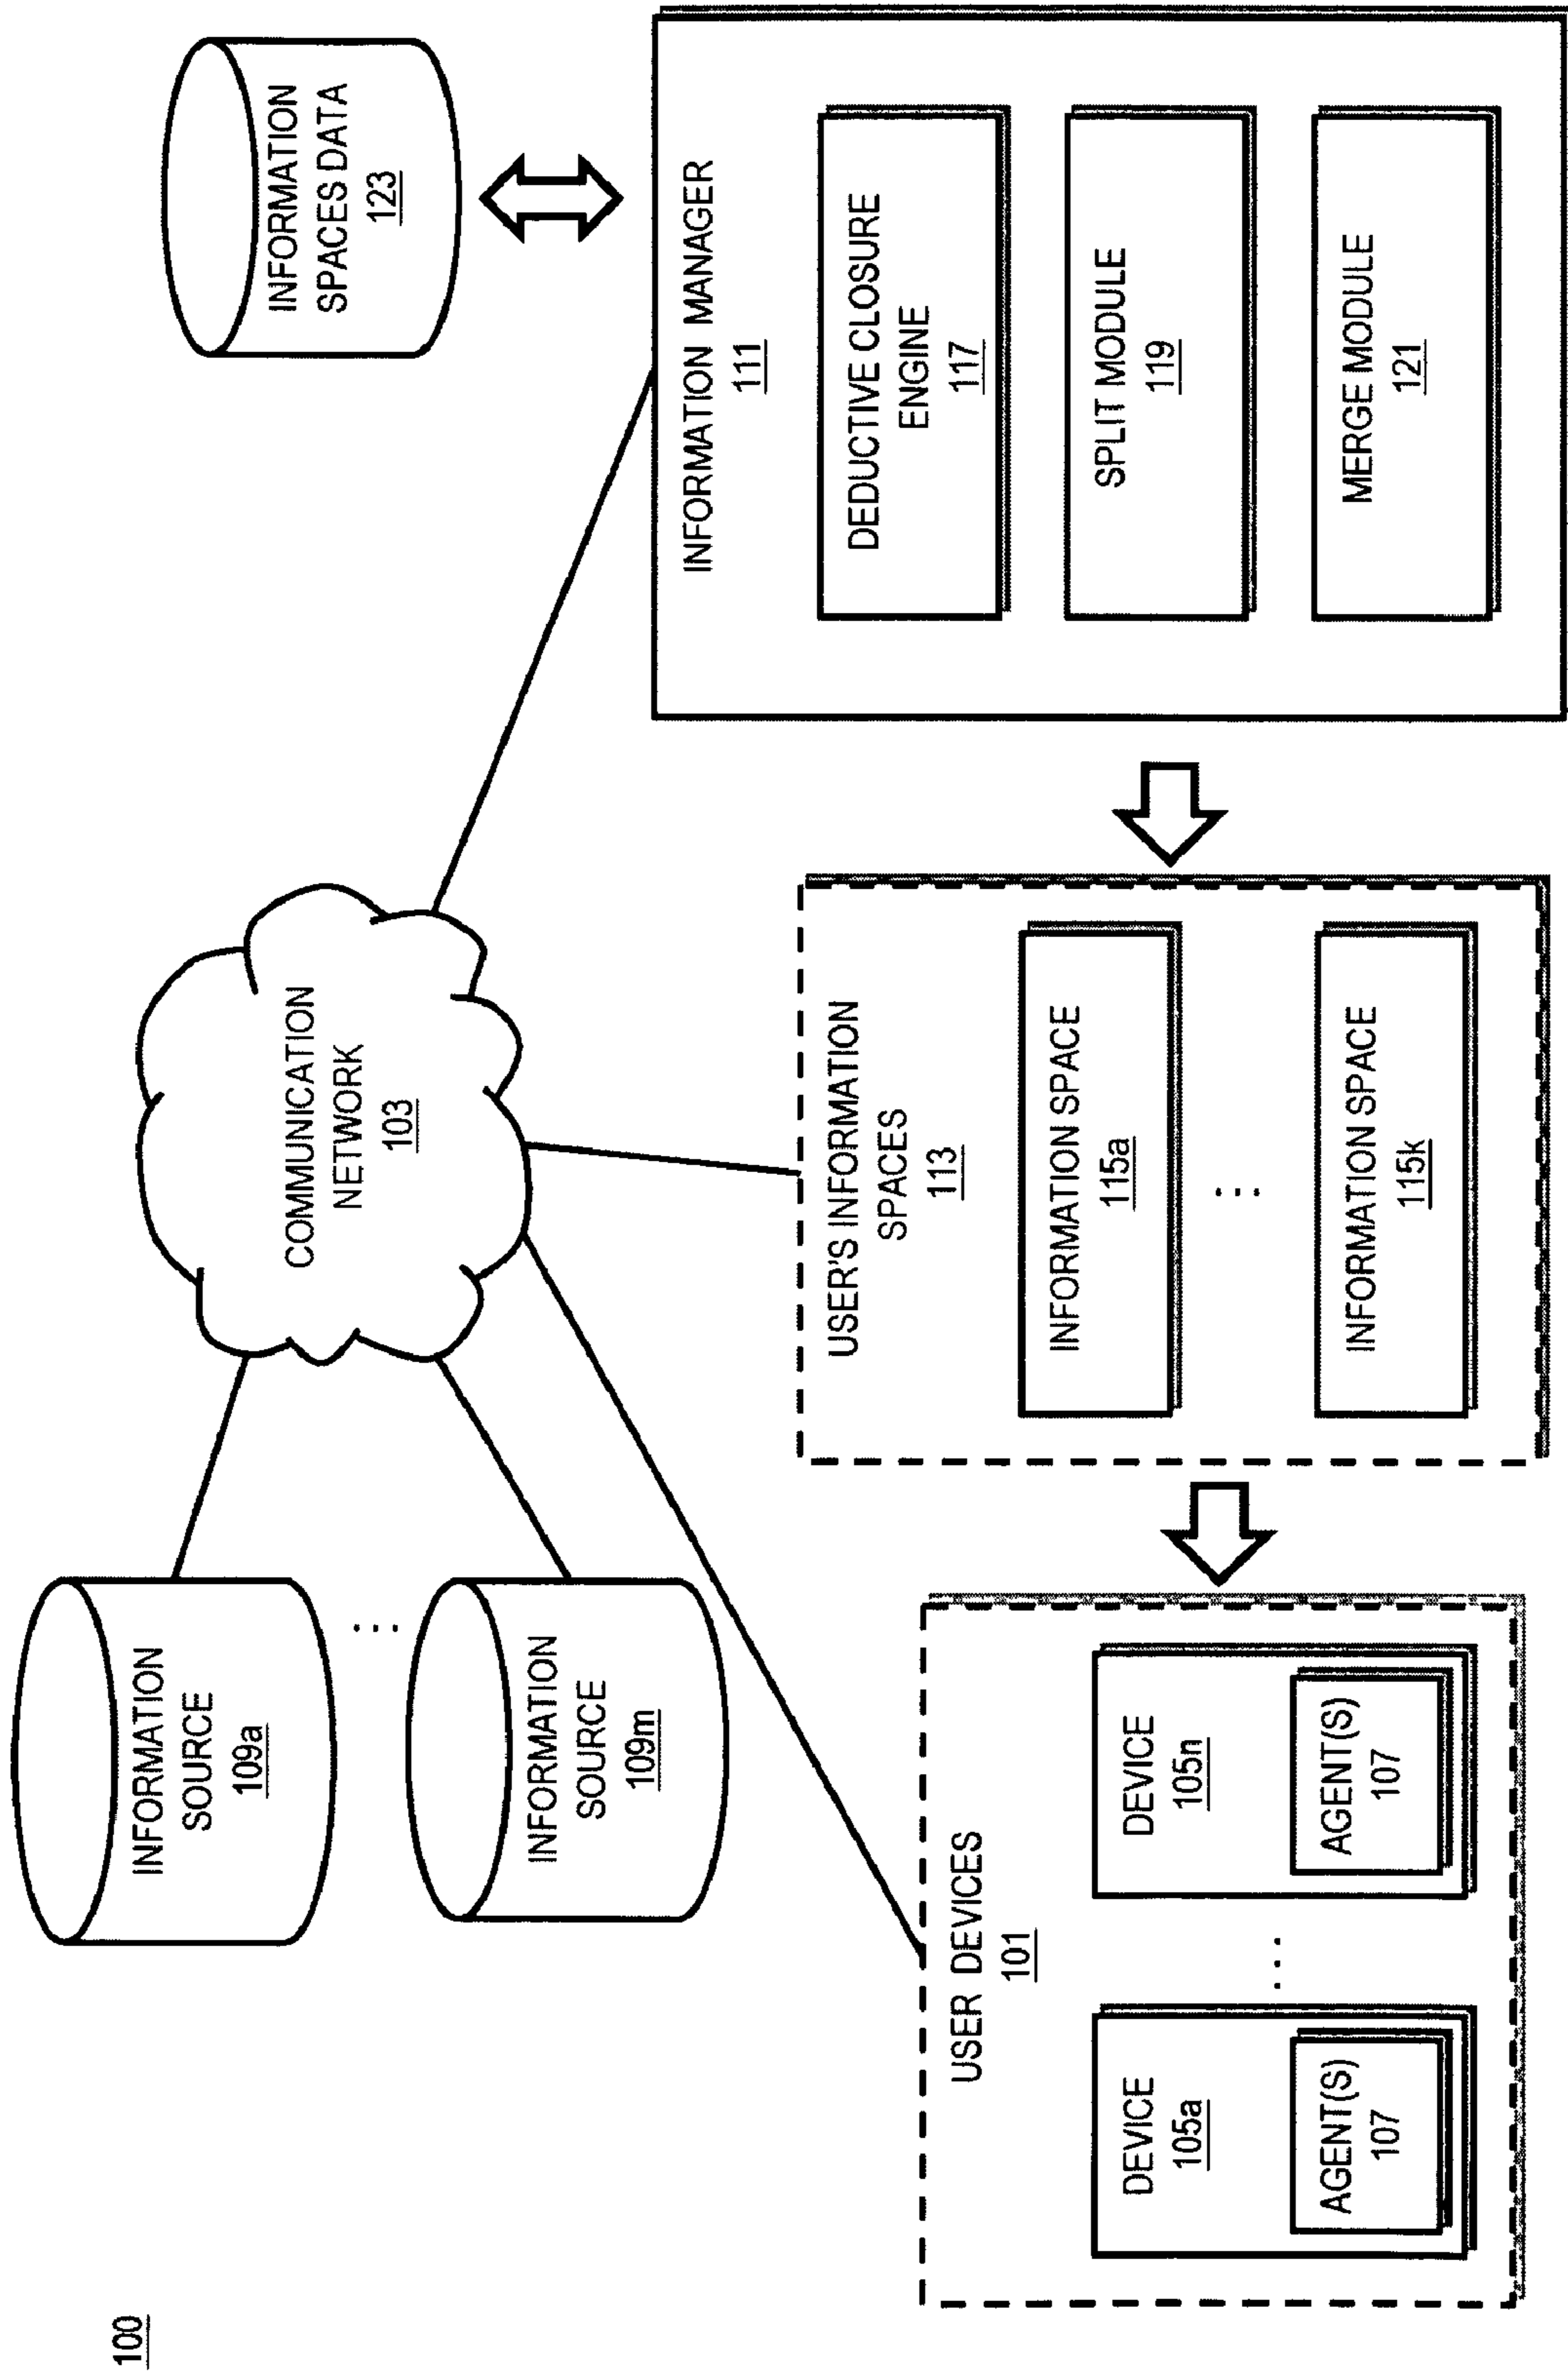 100
INFORMATION
SOURCE
109a
...
INFORMATION
SOURCE
109m
COMMUNICATION
NETWORK
103
INFORMATION
SPACES DATA
123
USER DEVICES
101
DEVICE
105a
AGENT(S)
107
...
DEVICE
105n
AGENT(S)
107
USER'S INFORMATION
SPACES
113
INFORMATION SPACE
115a
...
INFORMATION SPACE
115k
INFORMATION MANAGER
111
DEDUCTIVE CLOSURE
ENGINE
117
SPLIT MODULE
119
MERGE MODULE
121